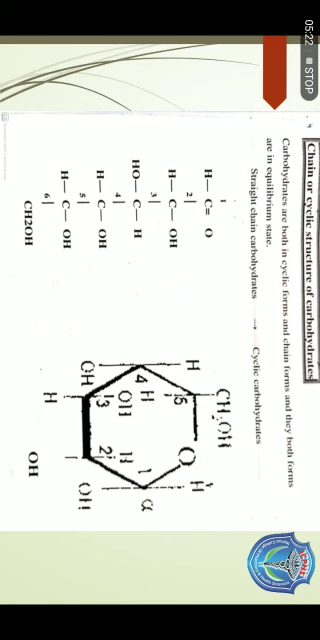 05:22 STOP
Chain or cyclic structure of carbohydrates
Carbohydrates are both in cyclic forms and chain forms and they both forms
are in equilibrium state.
Straight chain carbohydrates → Cyclic carbohydrates
1
H— C= O
2|
H— C— OH
3|
HO— C— H
4|
H— C— OH
5|
H— C— OH
6|
CH2OH
CH2OH
H 5 O H
4 H 1 α
OH OH H
3 2 OH
H OH